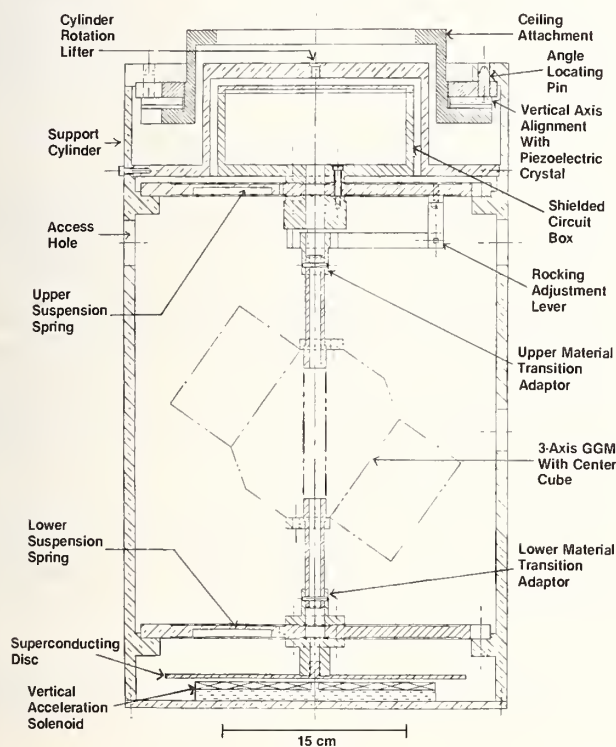 Cylinder
Rotation
Lifter
Support
Cylinder
Access
Hole
Upper
Suspension
Spring
Lower
Suspension
Spring
Superconducting
Disc
Vertical
Acceleration
Solenoid
Ceiling
Attachment
Angle
Locating
Pin
Vertical Axis
Alignment
With
Piezoelectric
Crystal
Shielded
Circuit
Box
Rocking
Adjustment
Lever
Upper Material
Transition
Adaptor
3-Axis GGM
With Center
Cube
Lower Material
Transition
Adaptor
15 cm